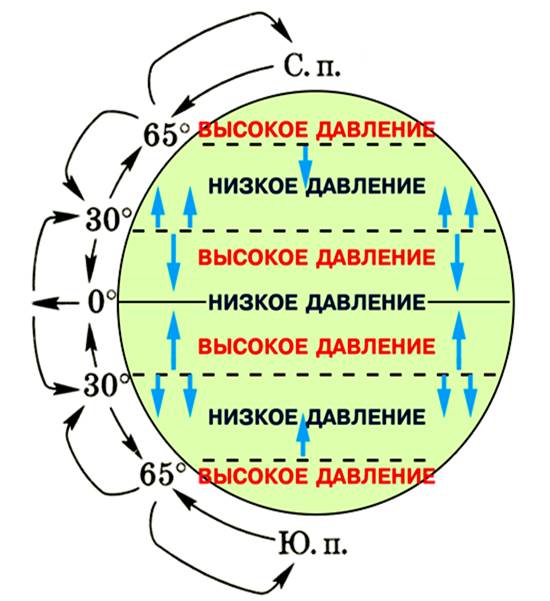 С. п.
65° ВЫСОКОЕ ДАВЛЕНИЕ
НИЗКОЕ ДАВЛЕНИЕ
30°
ВЫСОКОЕ ДАВЛЕНИЕ
0° НИЗКОЕ ДАВЛЕНИЕ
ВЫСОКОЕ ДАВЛЕНИЕ
30°
НИЗКОЕ ДАВЛЕНИЕ
65° ВЫСОКОЕ ДАВЛЕНИЕ
Ю. п.